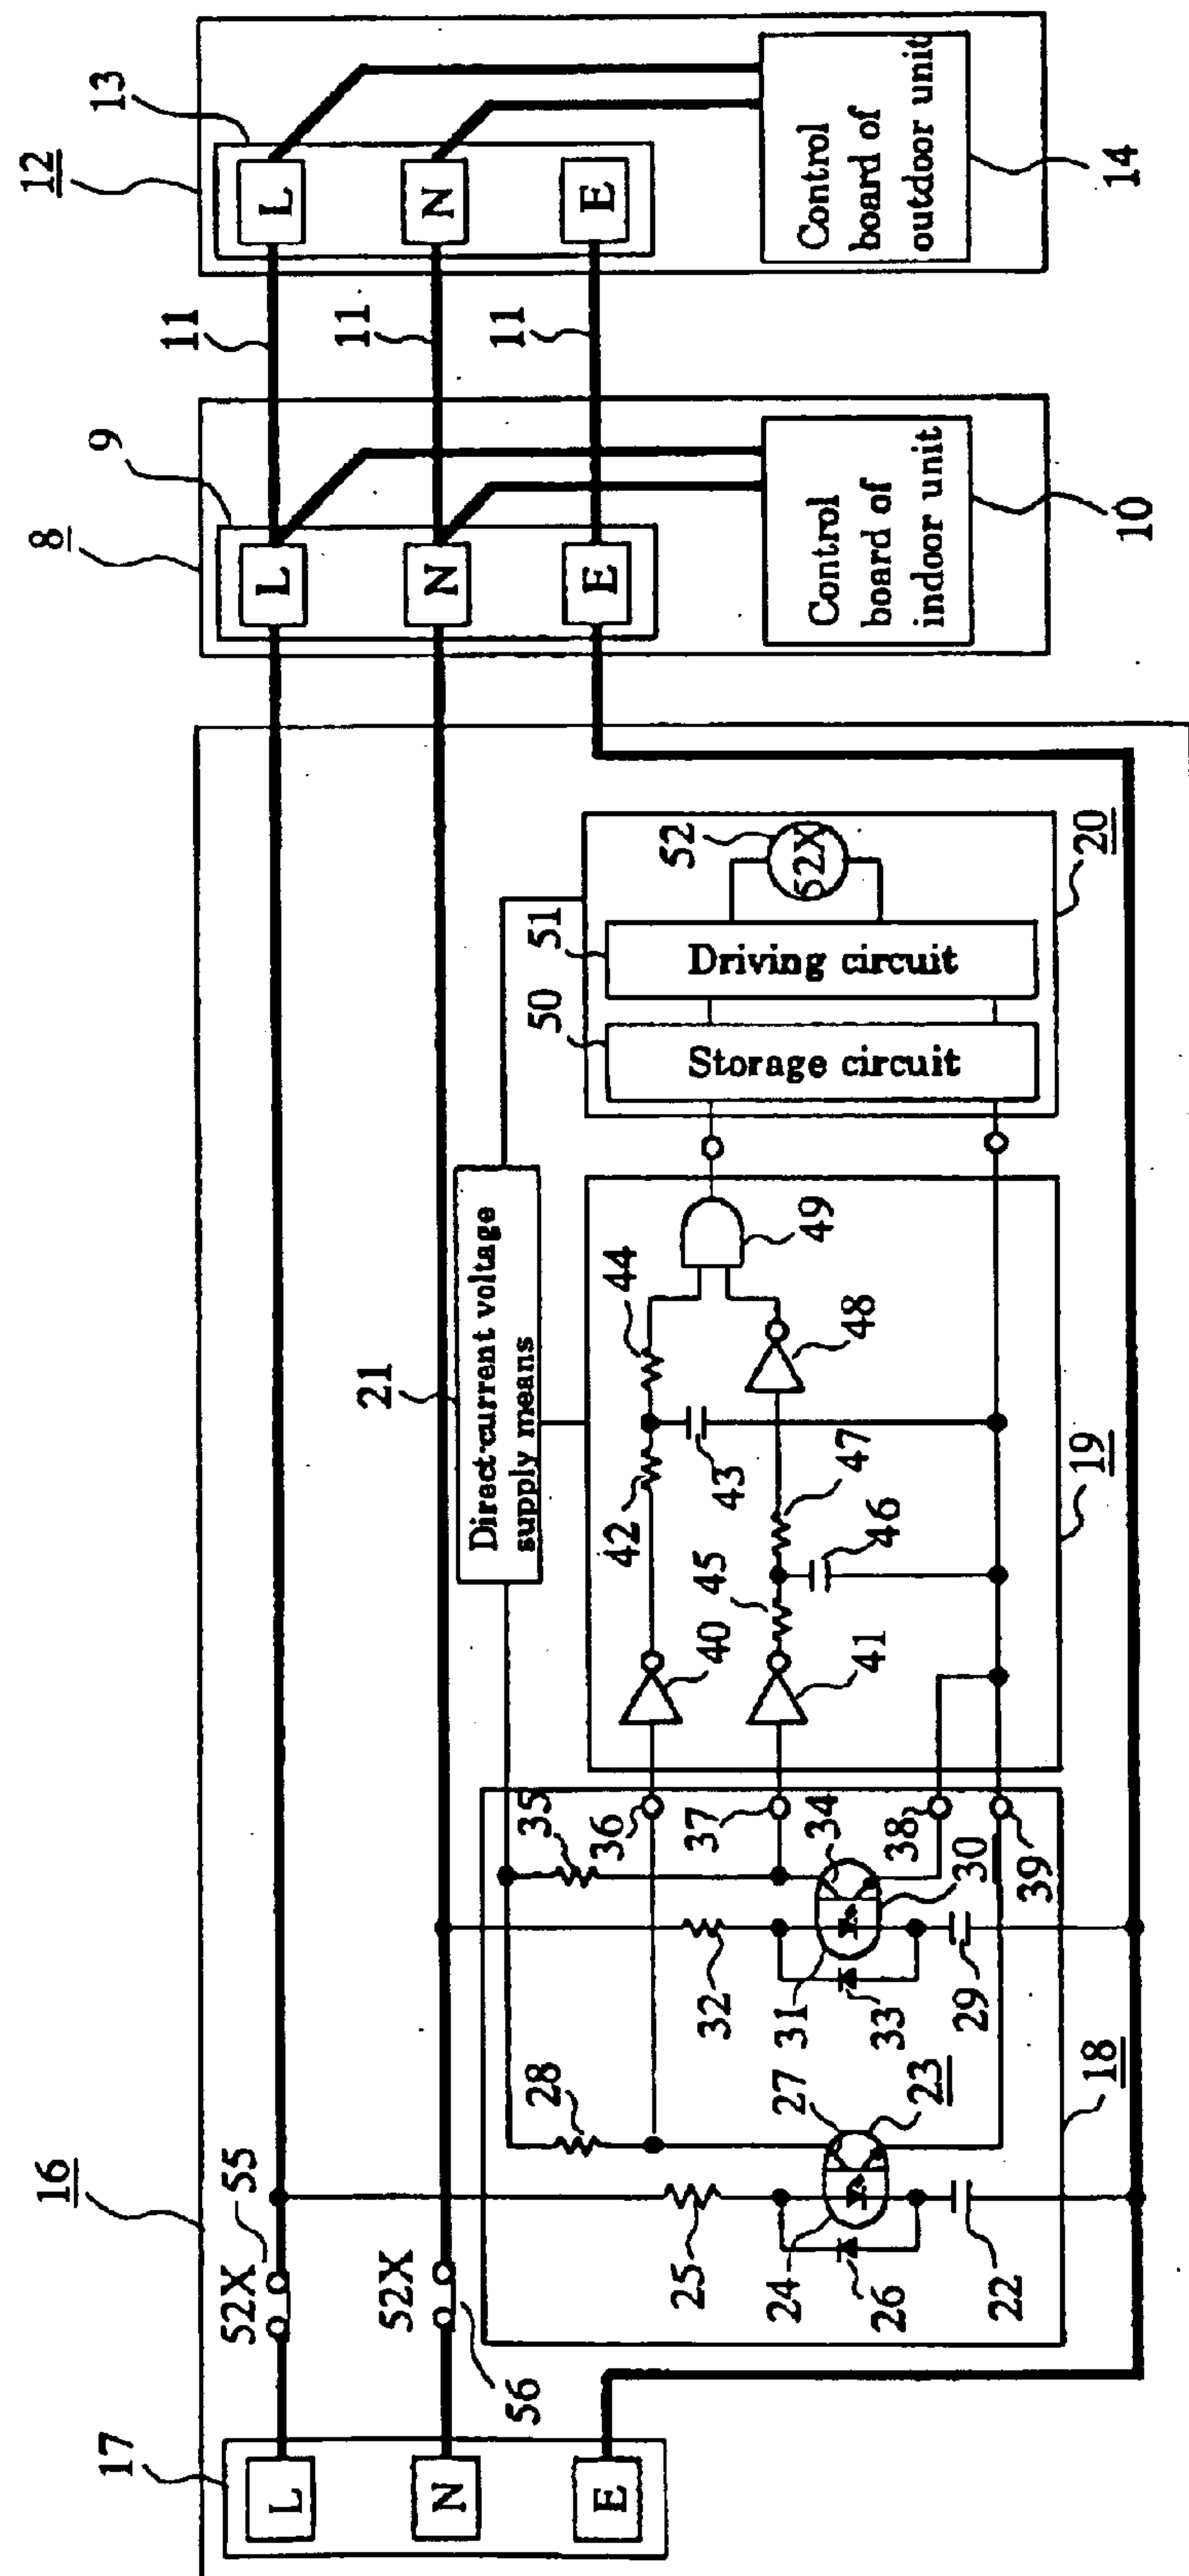 16
17
L
N
E
52X
55
52X
56
18
25
24
26
22
27
23
28
32
31
33
29
35
36
37
34
38
30
39
21
Direct-current voltage
supply means
19
40
41
42
45
43
46
44
47
48
49
20
50
51
52
52X
Storage circuit
Driving circuit
8
9
L
N
E
Control
board of
indoor unit
10
11
11
11
12
13
L
N
E
Control
board of
outdoor unit
14